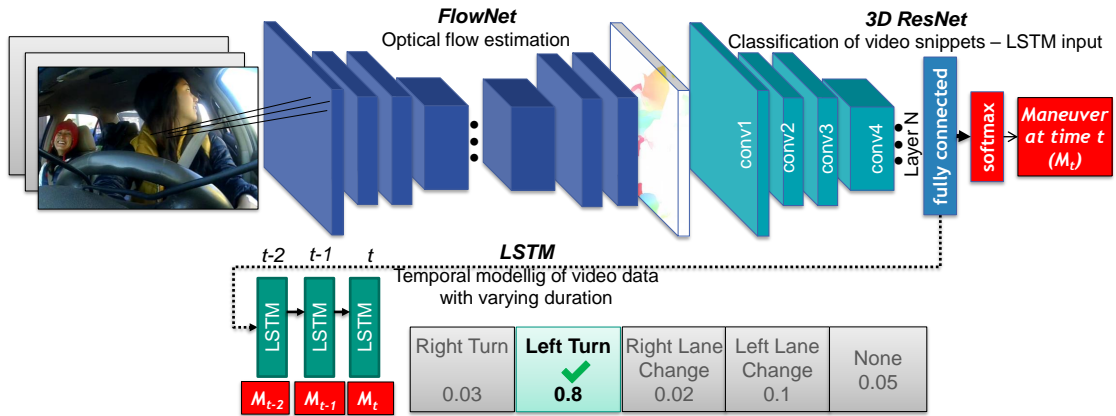 FlowNet
Optical flow estimation
3D ResNet
Classification of video snippets – LSTM input
conv1
conv2
conv3
conv4
Layer N
fully connected
softmax
Maneuver
at time t
(Mt)
LSTM
Temporal modellig of video data
with varying duration
t-2 t-1 t
LSTM LSTM LSTM
Mt-2 Mt-1 Mt
Right Turn
0.03
Left Turn
0.8
Right Lane
Change
0.02
Left Lane
Change
0.1
None
0.05